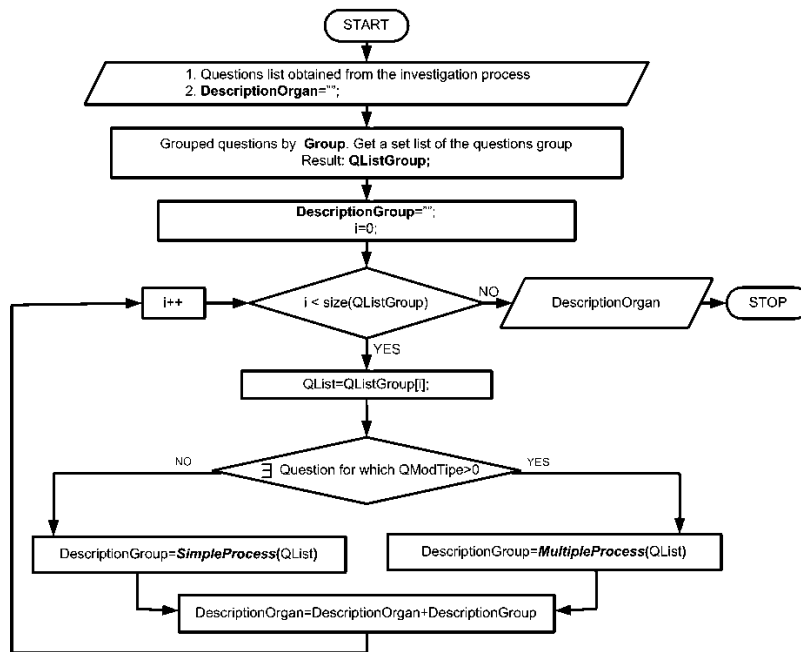 START
1. Questions list obtained from the investigation process
2. DescriptionOrgan="";
Grouped questions by Group. Get a set list of the questions group
Result: QListGroup;
DescriptionGroup="";
i=0;
i++
i < size(QListGroup)
NO
DescriptionOrgan
STOP
YES
QList=QListGroup[i];
NO
∃ Question for which QModTipe>0
YES
DescriptionGroup=SimpleProcess(QList)
DescriptionGroup=MultipleProcess(QList)
DescriptionOrgan=DescriptionOrgan+DescriptionGroup